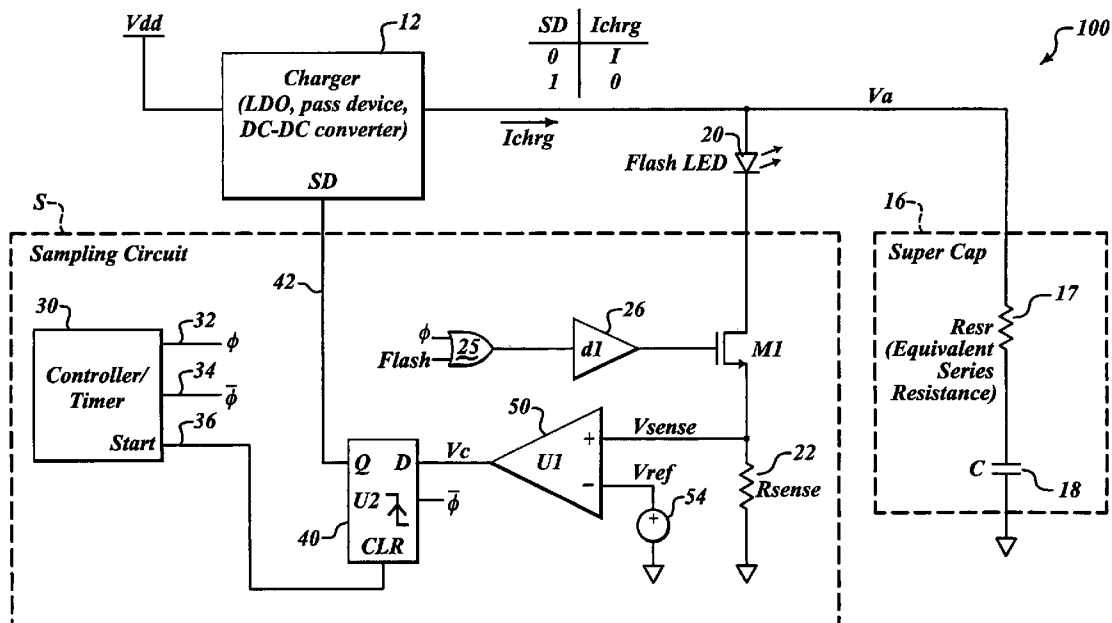 Vdd
12
SD Ichrg
0 I
1 0
100
Charger
(LDO, pass device,
DC-DC converter)
SD
Ichrg
Va
20
Flash LED
S
Sampling Circuit
42
16
Super Cap
17
Resr
(Equivalent
Series
Resistance)
C
18
30
32
ϕ
34
ϕ̅
36
Controller/
Timer
Start
ϕ
Flash
25
26
d1
M1
50
U1
+
−
Vsense
Vref
+
54
22
Rsense
Vc
Q D
U2
ϕ̅
40
CLR